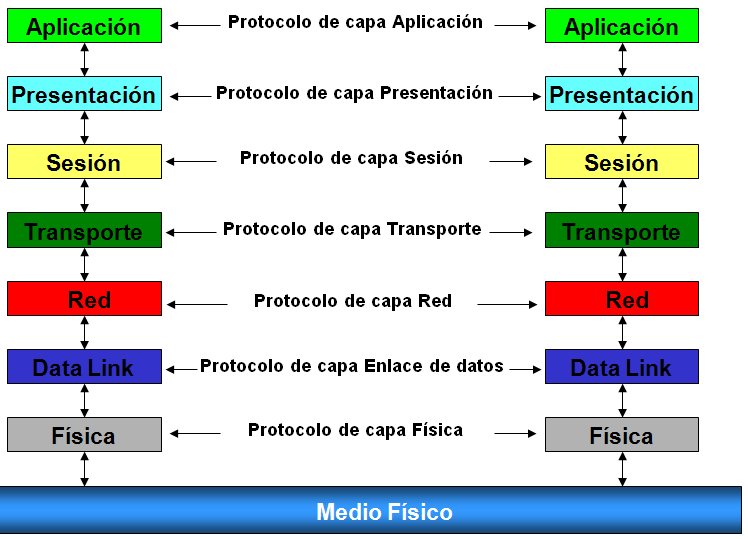 Aplicación Protocolo de capa Aplicación Aplicación
Presentación Protocolo de capa Presentación Presentación
Sesión Protocolo de capa Sesión Sesión
Transporte Protocolo de capa Transporte Transporte
Red Protocolo de capa Red Red
Data Link Protocolo de capa Enlace de datos Data Link
Física Protocolo de capa Física Física
Medio Físico